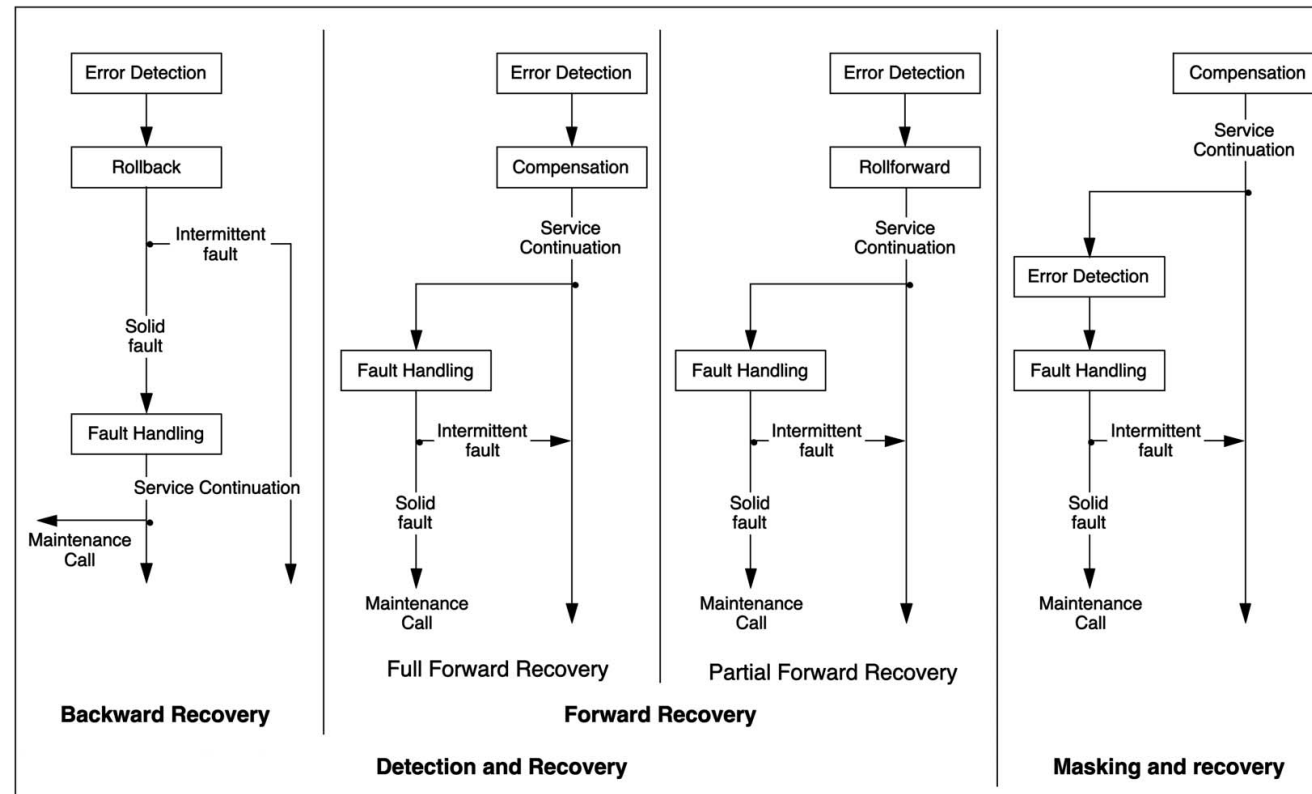 Error Detection
Rollback
Intermittent
fault
Solid
fault
Fault Handling
Service Continuation
Maintenance
Call
Error Detection
Compensation
Service
Continuation
Fault Handling
Intermittent
fault
Solid
fault
Maintenance
Call
Full Forward Recovery
Error Detection
Rollforward
Service
Continuation
Fault Handling
Intermittent
fault
Solid
fault
Maintenance
Call
Partial Forward Recovery
Compensation
Service
Continuation
Error Detection
Fault Handling
Intermittent
fault
Solid
fault
Maintenance
Call
Backward Recovery
Forward Recovery
Detection and Recovery
Masking and recovery